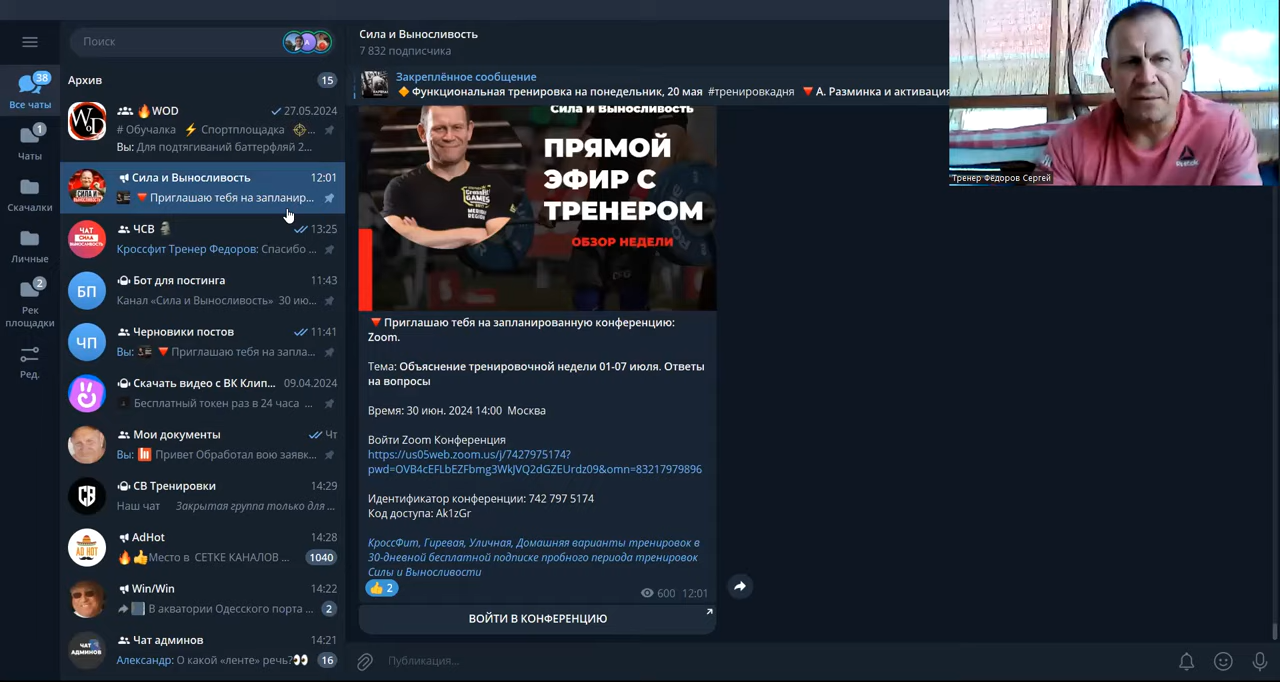 Поиск
38
Все чаты
1
Чаты
Скачалки
Личные
2
Рек
площадки
Ред.
Архив
15
🔥WOD
27.05.2024
# Обучалка ⚡ Спортплощадка
Вы: Для подтягиваний баттерфляй 2...
Сила и Выносливость
12:01
🔻 Приглашаю тебя на запланир...
ЧСВ 🗿
13:25
Кроссфит Тренер Федоров: Спасибо ...
БП
Бот для постинга
11:43
Канал «Сила и Выносливость» 30 ию...
ЧП
Черновики постов
11:41
Вы: 🔻 Приглашаю тебя на запла...
Скачать видео с ВК Клип...
09.04.2024
Бесплатный токен раз в 24 часа ...
Мои документы
Чт
Вы: Привет Обработал вою заявк...
СВ Тренировки
14:29
Наш чат Закрытая группа только для ...
AD HOT
AdHot
14:28
🔥👍Место в СЕТКЕ КАНАЛОВ ...
1040
Win/Win
14:22
В акватории Одесского порта ...
2
ЧАТ АДМИНОВ
Чат админов
14:21
Александр: О какой «ленте» речь?👀
16
Сила и Выносливость
7 832 подписчика
Закреплённое сообщение
🔶Функциональная тренировка на понедельник, 20 мая #тренировкадня 🔻А. Разминка и активация
Сила и Выносливость
ПРЯМОЙ
ЭФИР С
ТРЕНЕРОМ
ОБЗОР НЕДЕЛИ
🔻Приглашаю тебя на запланированную конференцию:
Zoom.
Тема: Объяснение тренировочной недели 01-07 июля. Ответы
на вопросы
Время: 30 июн. 2024 14:00 Москва
Войти Zoom Конференция
https://us05web.zoom.us/j/7427975174?
pwd=OVB4cEFLbEZFbmg3WkJVQ2dGZEUrdz09&omn=83217979896
Идентификатор конференции: 742 797 5174
Код доступа: Ak1zGr
КроссФит, Гиревая, Уличная, Домашняя варианты тренировок в
30-дневной бесплатной подписке пробного периода тренировок
Силы и Выносливости
👍 2
600 12:01
ВОЙТИ В КОНФЕРЕНЦИЮ
Публикация...
Тренер Фёдоров Сергей